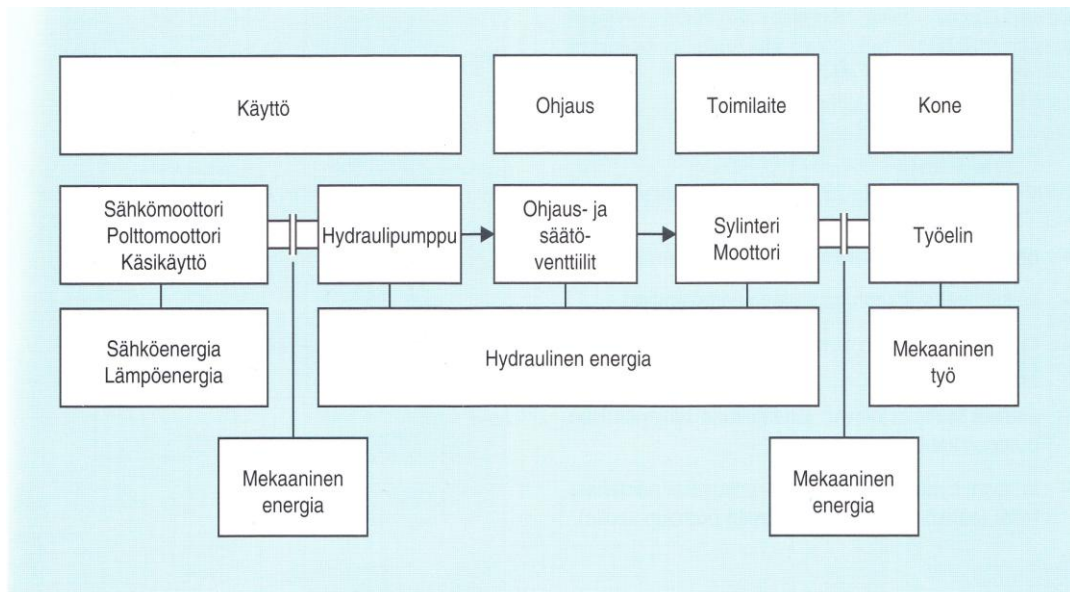 Käyttö
Ohjaus
Toimilaite
Kone
Sähkömoottori
Polttomoottori
Käsikäyttö
Hydraulipumppu
Ohjaus- ja
säätö-
venttiilit
Sylinteri
Moottori
Työelin
Sähköenergia
Lämpöenergia
Hydraulinen energia
Mekaaninen
työ
Mekaaninen
energia
Mekaaninen
energia